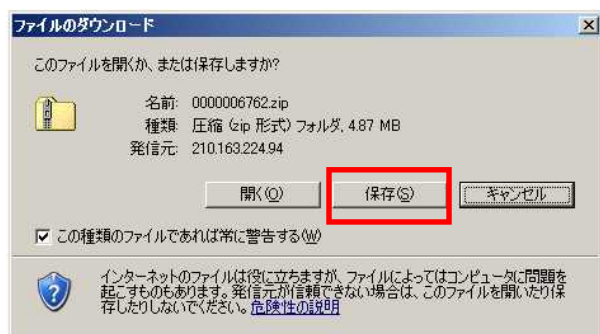 ファイルのダウンロード
このファイルを開くか、または保存しますか?
名前: 0000006762.zip
種類: 圧縮 (zip 形式) フォルダ, 4.87 MB
発信元: 210.163.224.94
開く(O) 保存(S) キャンセル
この種類のファイルであれば常に警告する(W)
インターネットのファイルは役に立ちますが、ファイルによってはコンピュータに問題を
起こすものもあります。発信元が信頼できない場合は、このファイルを開いたり保
存したりしないでください。危険性の説明